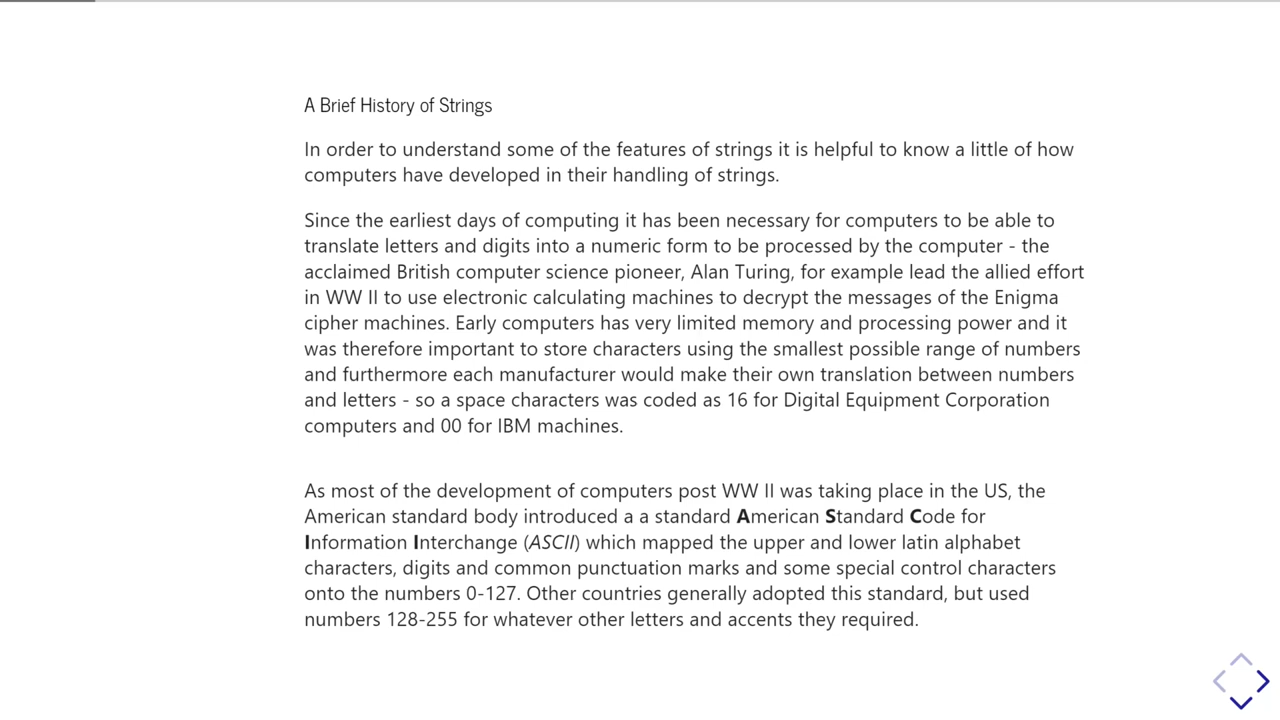 A Brief History of Strings
In order to understand some of the features of strings it is helpful to know a little of how
computers have developed in their handling of strings.
Since the earliest days of computing it has been necessary for computers to be able to
translate letters and digits into a numeric form to be processed by the computer - the
acclaimed British computer science pioneer, Alan Turing, for example lead the allied effort
in WW II to use electronic calculating machines to decrypt the messages of the Enigma
cipher machines. Early computers has very limited memory and processing power and it
was therefore important to store characters using the smallest possible range of numbers
and furthermore each manufacturer would make their own translation between numbers
and letters - so a space characters was coded as 16 for Digital Equipment Corporation
computers and 00 for IBM machines.
As most of the development of computers post WW II was taking place in the US, the
American standard body introduced a a standard American Standard Code for
Information Interchange (ASCII) which mapped the upper and lower latin alphabet
characters, digits and common punctuation marks and some special control characters
onto the numbers 0-127. Other countries generally adopted this standard, but used
numbers 128-255 for whatever other letters and accents they required.